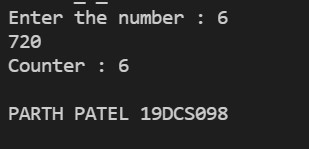 Enter the number : 6
720
Counter : 6
PARTH PATEL 19DCS098